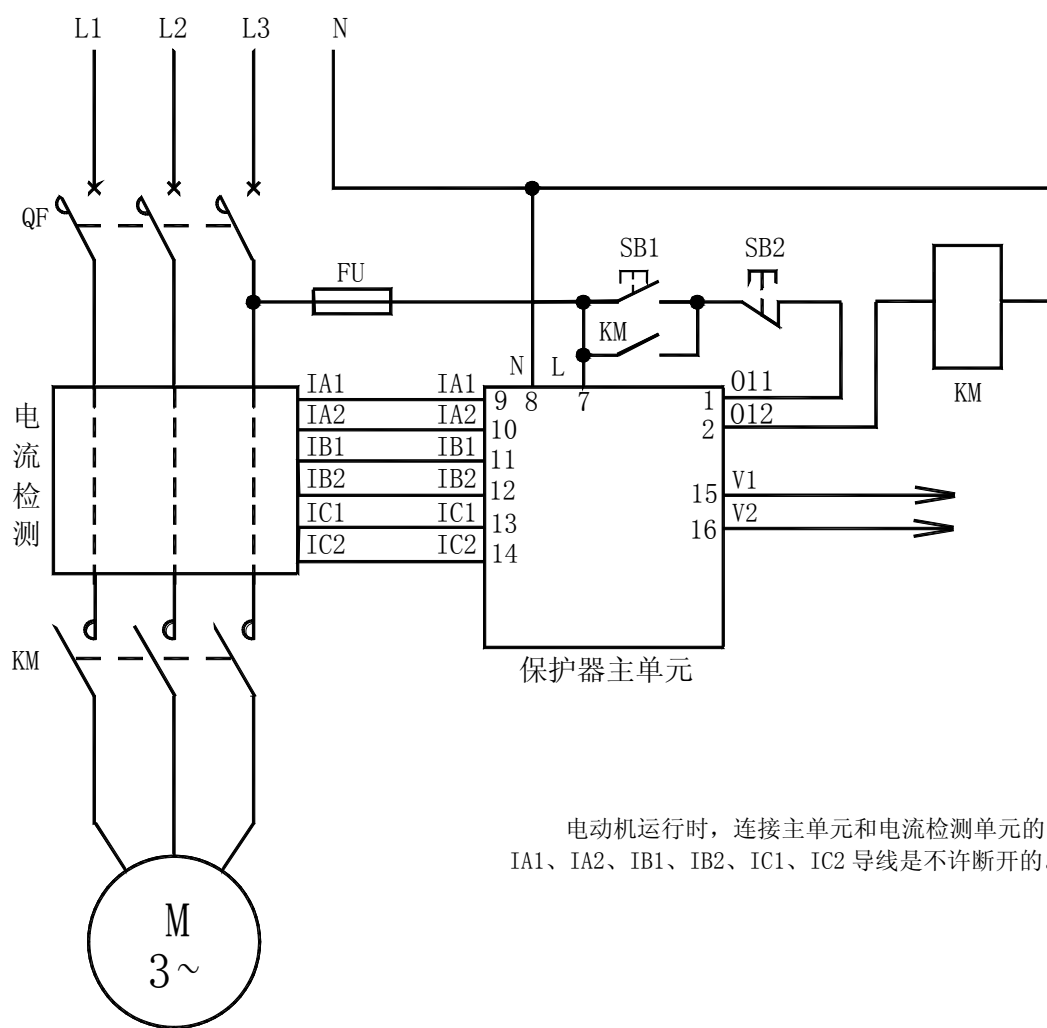 L1 L2 L3 N
QF
FU
SB1 SB2
KM
N L
KM
IA1 IA1 9 8 7 1 O11
IA2 IA2 10 2 O12
IB1 IB1 11
IB2 IB2 12 15 V1
IC1 IC1 13 16 V2
IC2 IC2 14
电流检测
KM
保护器主单元
电动机运行时，连接主单元和电流检测单元的
IA1、IA2、IB1、IB2、IC1、IC2 导线是不许断开的.
M
3~